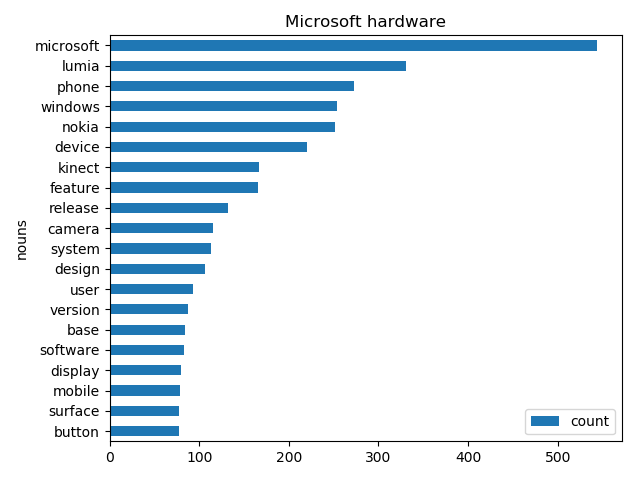 Microsoft hardware
microsoft
lumia
phone
windows
nokia
device
kinect
feature
release
camera
system
design
user
version
base
software
display
mobile
surface
button
nouns
count
0 100 200 300 400 500